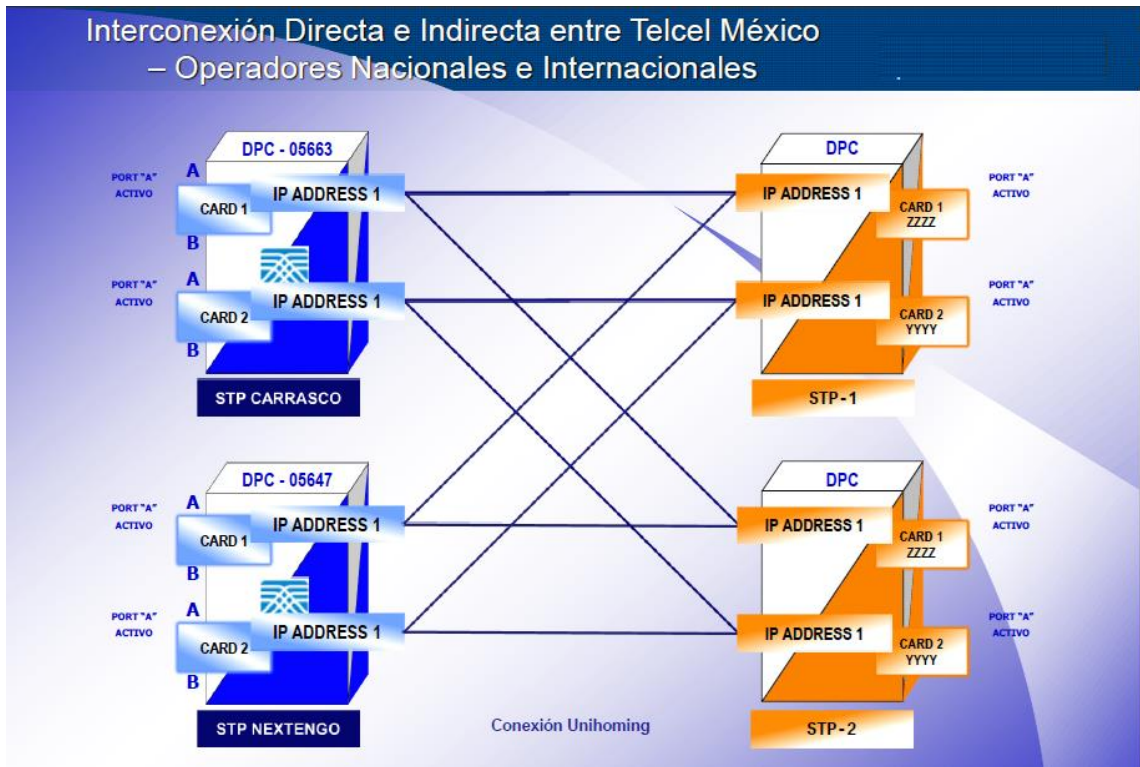 Interconexión Directa e Indirecta entre Telcel México
– Operadores Nacionales e Internacionales
DPC - 05663
PORT "A"
ACTIVO
A
CARD 1
B
IP ADDRESS 1
PORT "A"
ACTIVO
A
CARD 2
B
IP ADDRESS 1
STP CARRASCO
DPC
IP ADDRESS 1
CARD 1
ZZZZ
PORT "A"
ACTIVO
IP ADDRESS 1
CARD 2
YYYY
PORT "A"
ACTIVO
STP-1
DPC - 05647
PORT "A"
ACTIVO
A
CARD 1
B
IP ADDRESS 1
PORT "A"
ACTIVO
A
CARD 2
B
IP ADDRESS 1
STP NEXTENGO
DPC
IP ADDRESS 1
CARD 1
ZZZZ
PORT "A"
ACTIVO
IP ADDRESS 1
CARD 2
YYYY
PORT "A"
ACTIVO
STP-2
Conexión Unihoming